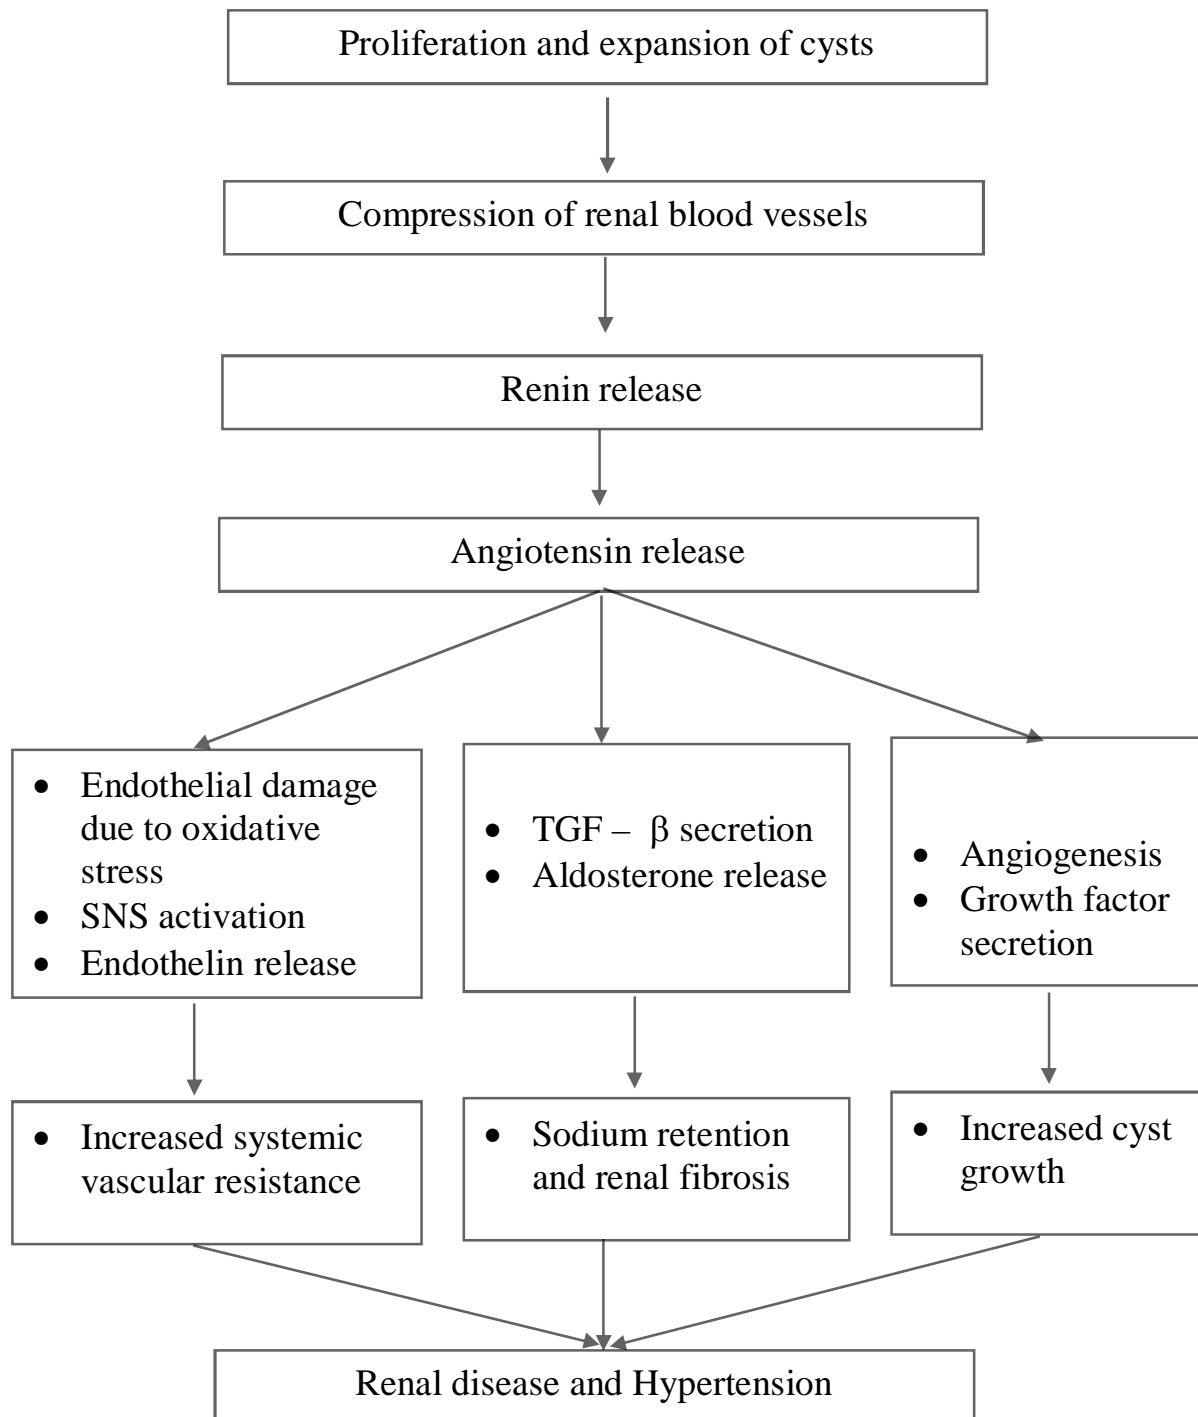 Proliferation and expansion of cysts
Compression of renal blood vessels
Renin release
Angiotensin release
• Endothelial damage
due to oxidative
stress
• SNS activation
• Endothelin release
• TGF – β secretion
• Aldosterone release
• Angiogenesis
• Growth factor
secretion
• Increased systemic
vascular resistance
• Sodium retention
and renal fibrosis
• Increased cyst
growth
Renal disease and Hypertension